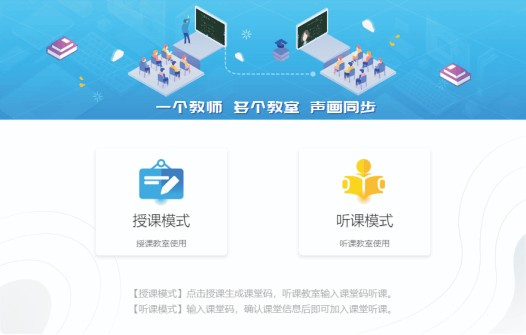 一个教师 多个教室 声画同步
授课模式
听课模式
授课教室使用
听课教室使用
【授课模式】点击授课生成课堂码，听课教室输入课堂码听课。
【听课模式】输入课堂码，确认课堂信息后即可加入课堂听课。